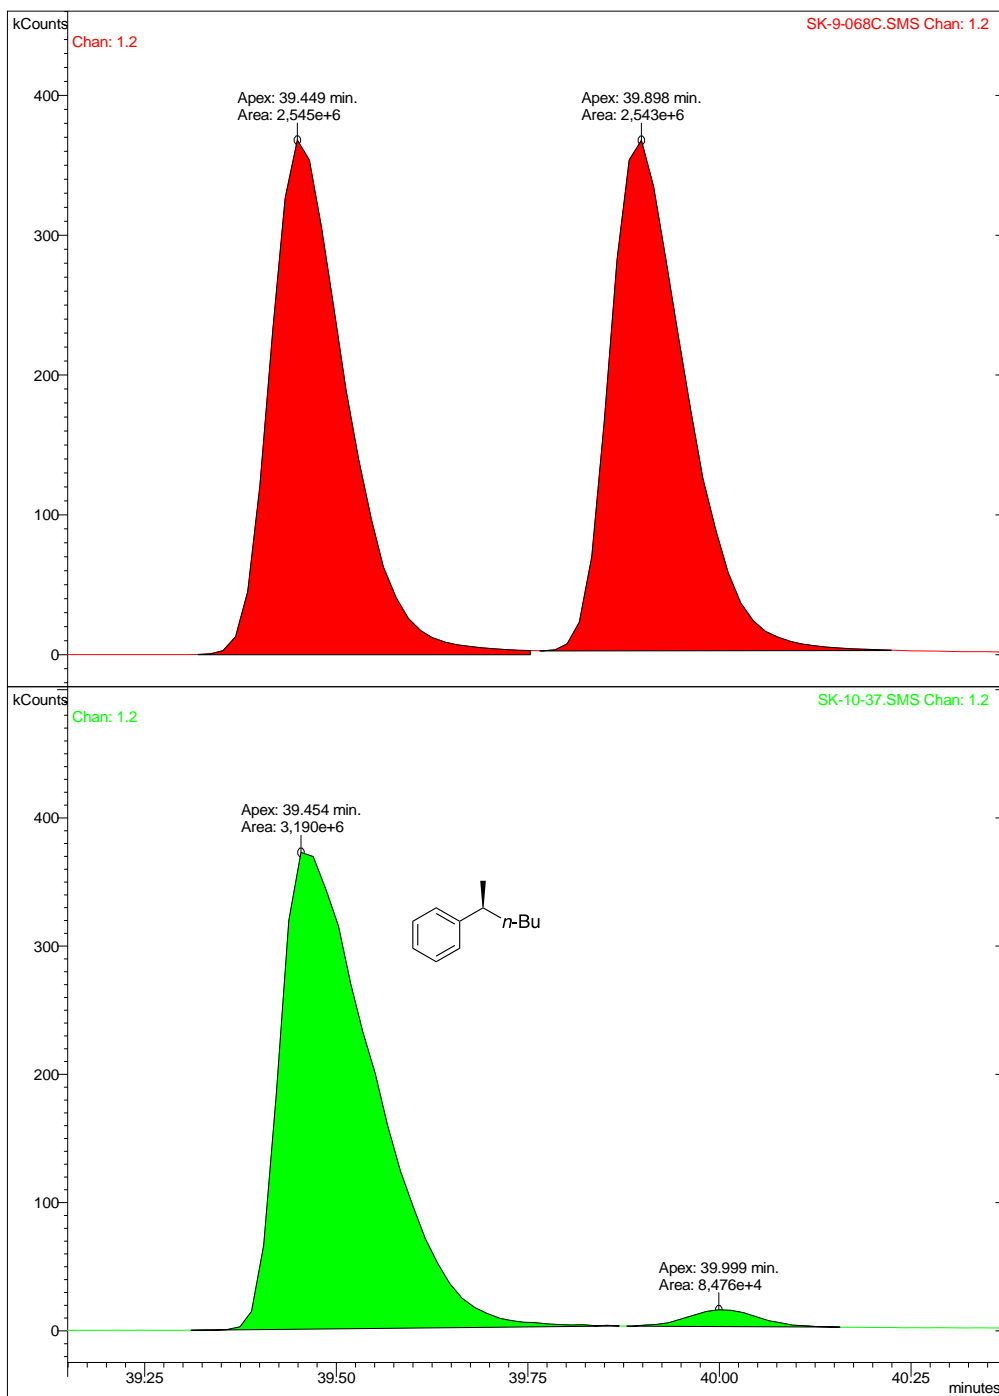 kCounts
Chan: 1.2
SK-9-068C.SMS Chan: 1.2
Apex: 39.449 min.
Area: 2,545e+6
Apex: 39.898 min.
Area: 2,543e+6
400
300
200
100
0
kCounts
Chan: 1.2
SK-10-37.SMS Chan: 1.2
Apex: 39.454 min.
Area: 3,190e+6
n-Bu
Apex: 39.999 min.
Area: 8,476e+4
400
300
200
100
0
39:25
39:50
39:75
40:00
40:25
minutes